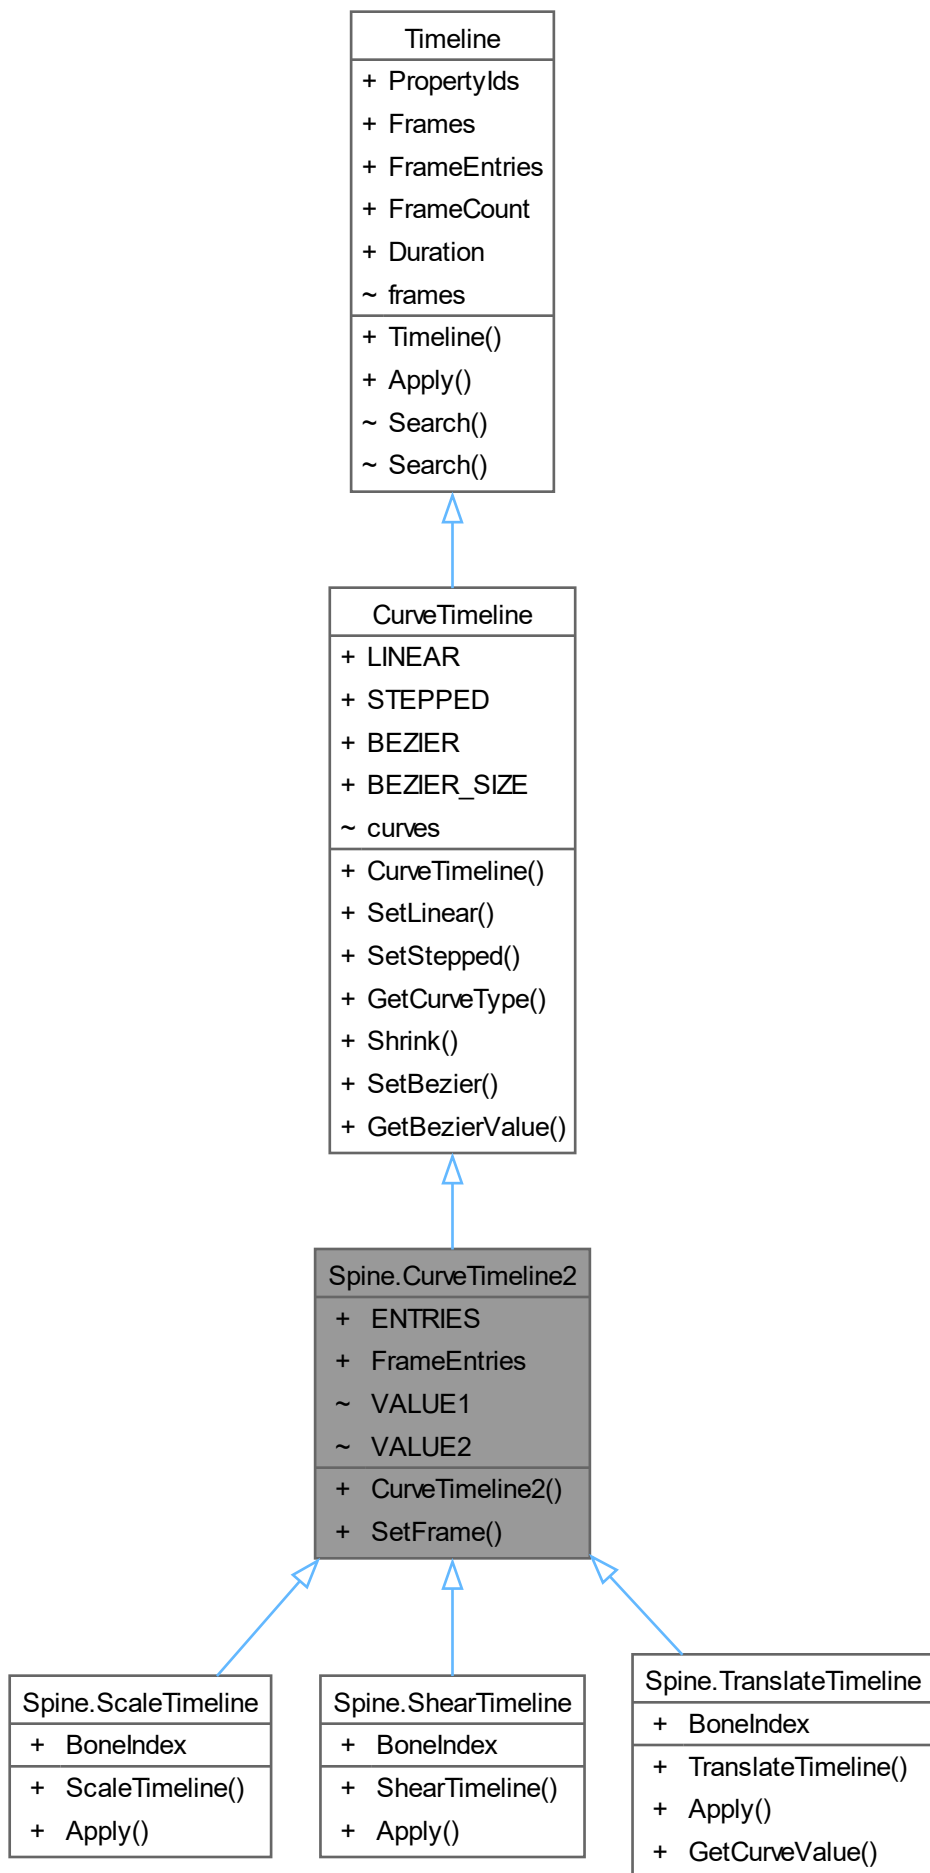 Timeline
+ PropertyIds
+ Frames
+ FrameEntries
+ FrameCount
+ Duration
~ frames
+ Timeline()
+ Apply()
~ Search()
~ Search()
CurveTimeline
+ LINEAR
+ STEPPED
+ BEZIER
+ BEZIER_SIZE
~ curves
+ CurveTimeline()
+ SetLinear()
+ SetStepped()
+ GetCurveType()
+ Shrink()
+ SetBezier()
+ GetBezierValue()
Spine.CurveTimeline2
+ ENTRIES
+ FrameEntries
~ VALUE1
~ VALUE2
+ CurveTimeline2()
+ SetFrame()
Spine.ScaleTimeline
+ BoneIndex
+ ScaleTimeline()
+ Apply()
Spine.ShearTimeline
+ BoneIndex
+ ShearTimeline()
+ Apply()
Spine.TranslateTimeline
+ BoneIndex
+ TranslateTimeline()
+ Apply()
+ GetCurveValue()